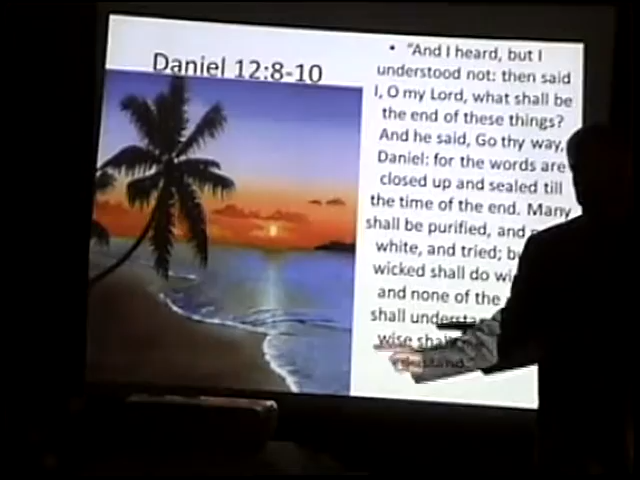 Daniel 12:8-10
• "And I heard, but I
understood not: then said
I, O my Lord, what shall be
the end of these things?
And he said, Go thy way,
Daniel: for the words are
closed up and sealed till
the time of the end. Many
shall be purified, and
white, and tried;
wicked shall do
and none of the
shall
wise